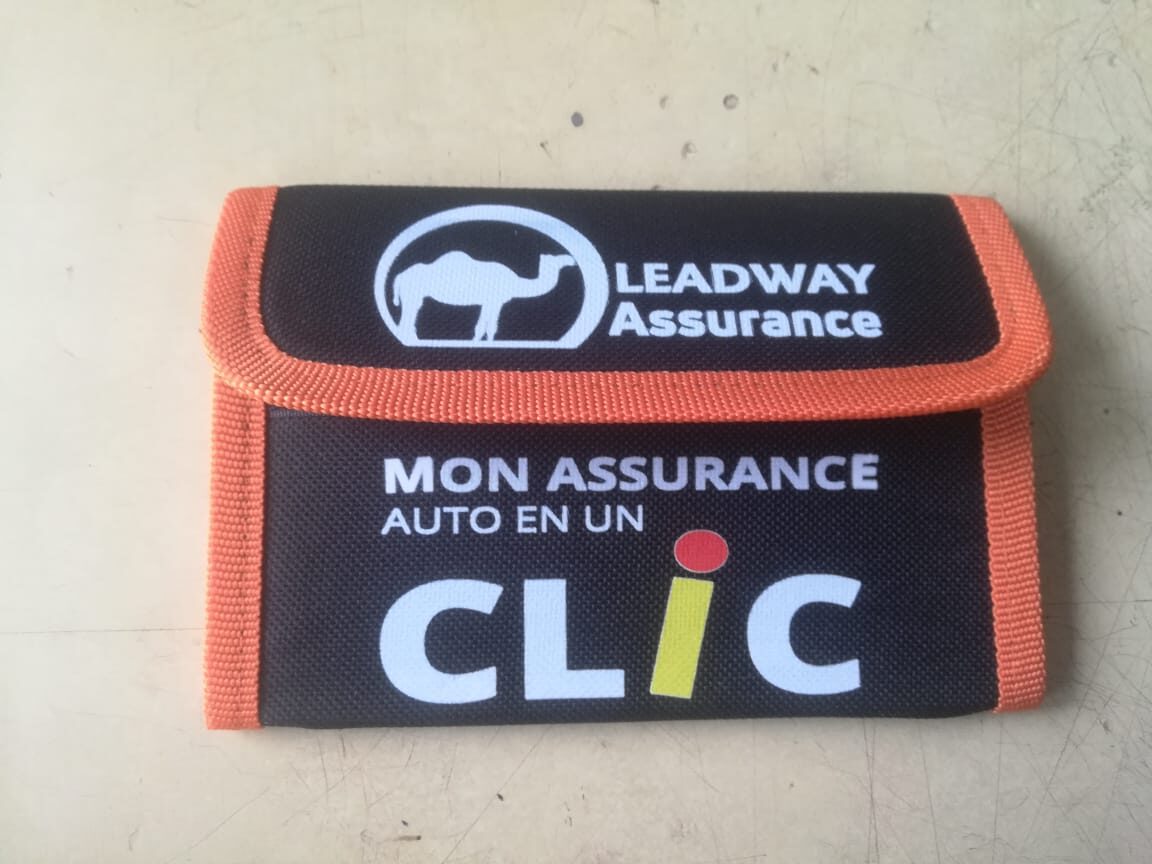 LEADWAY
Assurance
MON ASSURANCE
AUTO EN UN
CLiC